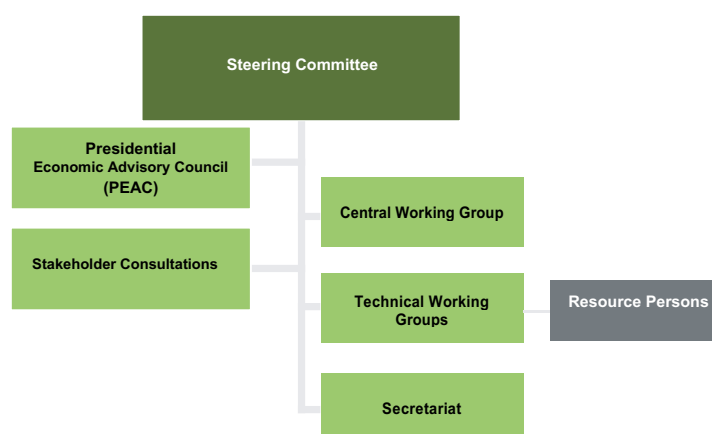 Steering Committee
Presidential
Economic Advisory Council
(PEAC)
Central Working Group
Stakeholder Consultations
Technical Working
Groups
Resource Persons
Secretariat